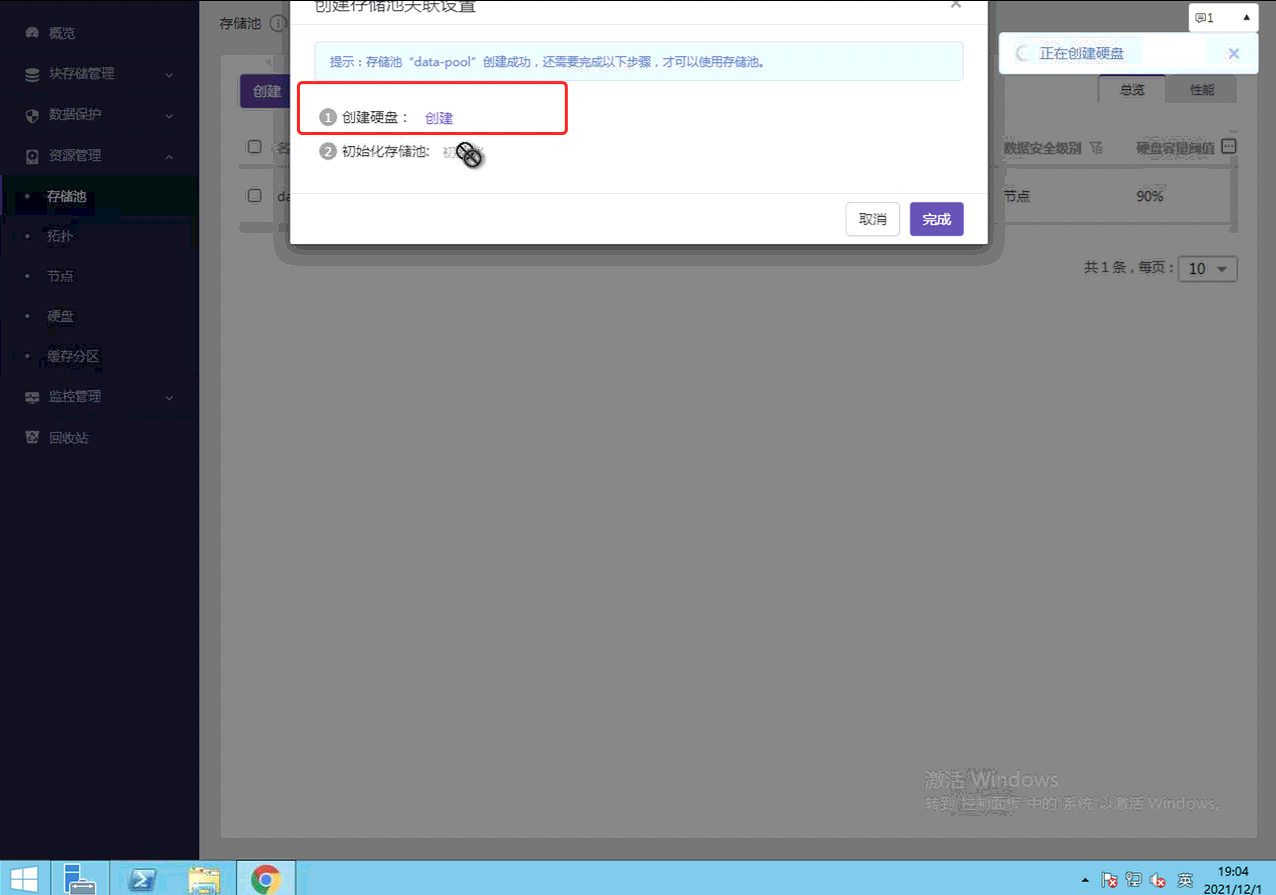 创建存储池关联设置
1
正在创建硬盘
概览
块存储管理
数据保护
资源管理
存储池
拓扑
节点
硬盘
缓存分区
监控管理
回收站
存储池
提示：存储池“data-pool”创建成功，还需要完成以下步骤，才可以使用存储池。
创建
1 创建硬盘： 创建
2 初始化存储池:
取消 完成
总览 性能
数据安全级别 硬盘容量阈值
da
节点 90%
共 1 条，每页： 10
激活 Windows
转到"控制面板"中的"系统"以激活 Windows。
英
19:04
2021/12/1